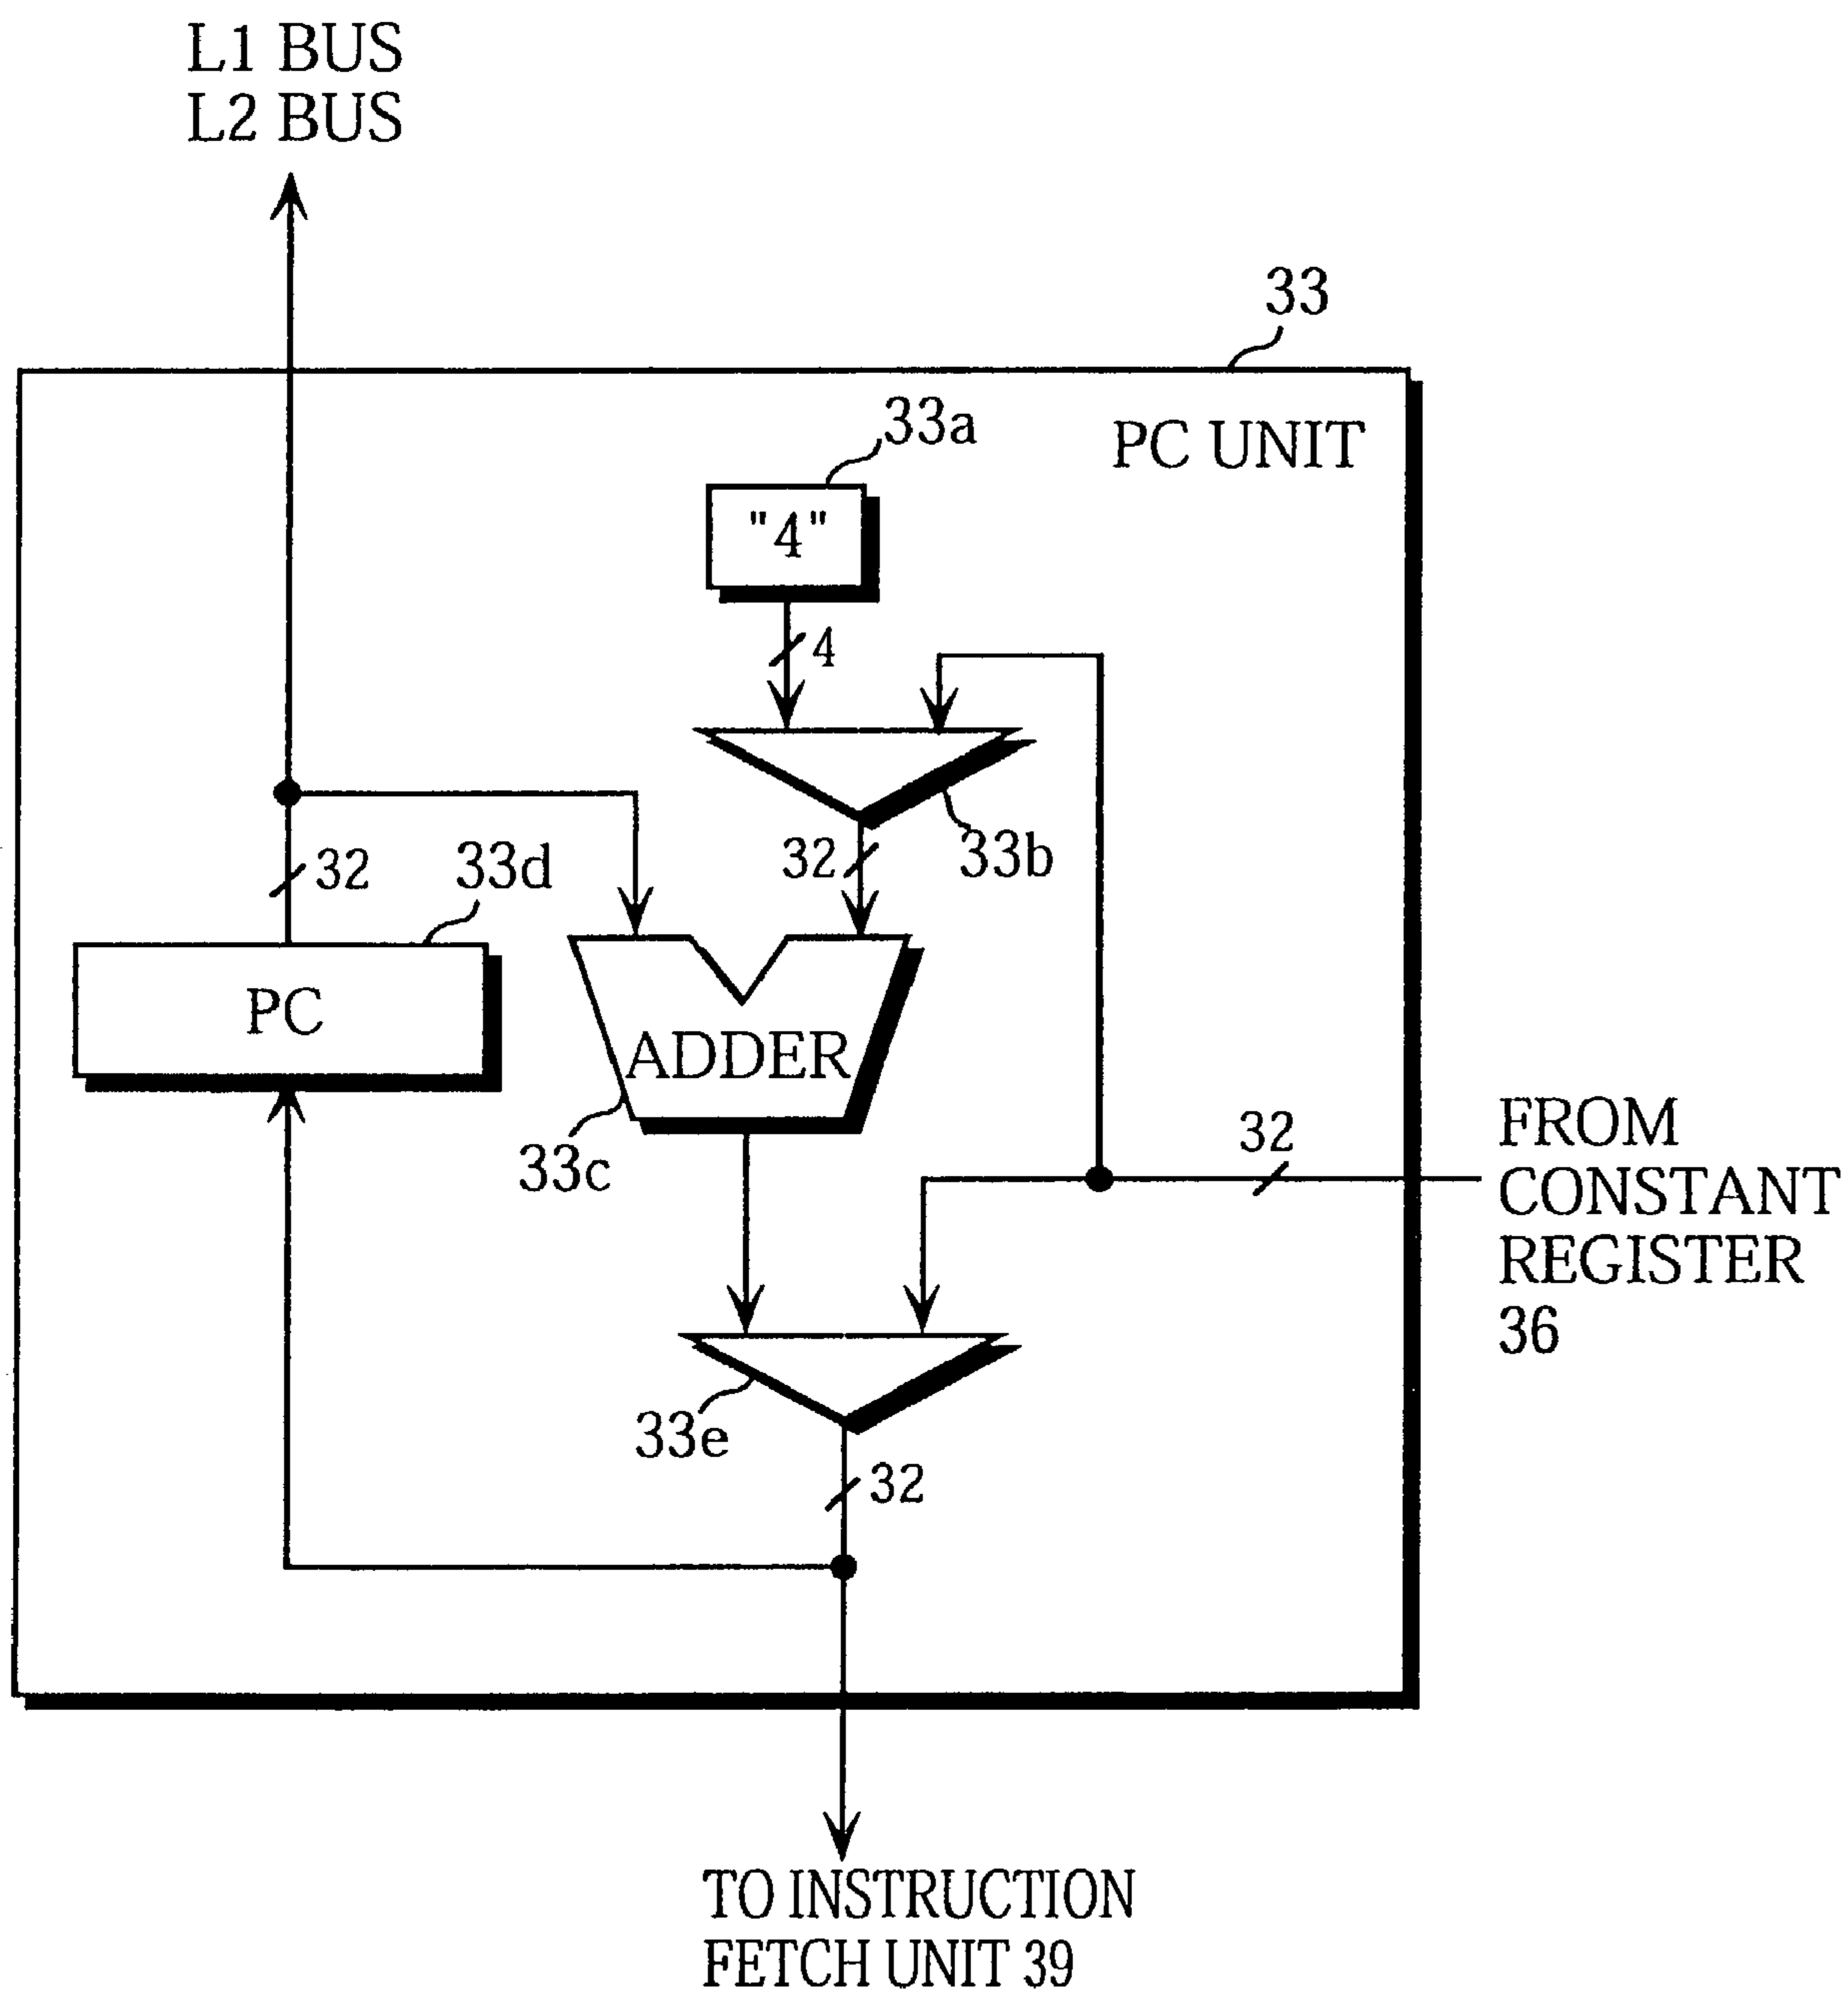 L1 BUS
L2 BUS
33
PC UNIT
33a
"4"
4
33b
32
32
33d
PC
ADDER
33c
32
FROM
CONSTANT
REGISTER
36
33e
32
TO INSTRUCTION
FETCH UNIT 39